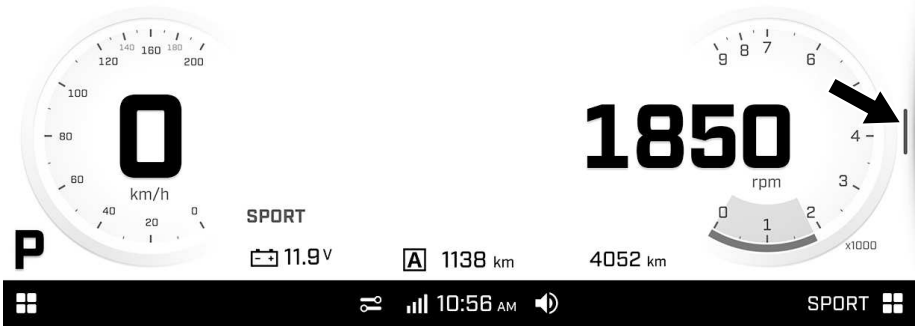 140 160 180
120 200
100
80
60
40 20 0
0
km/h
9 8 7 6
4
3
0 1 2
x1000
1850
rpm
P
SPORT
11.9 V
A 1138 km
4052 km
10:56 AM
SPORT